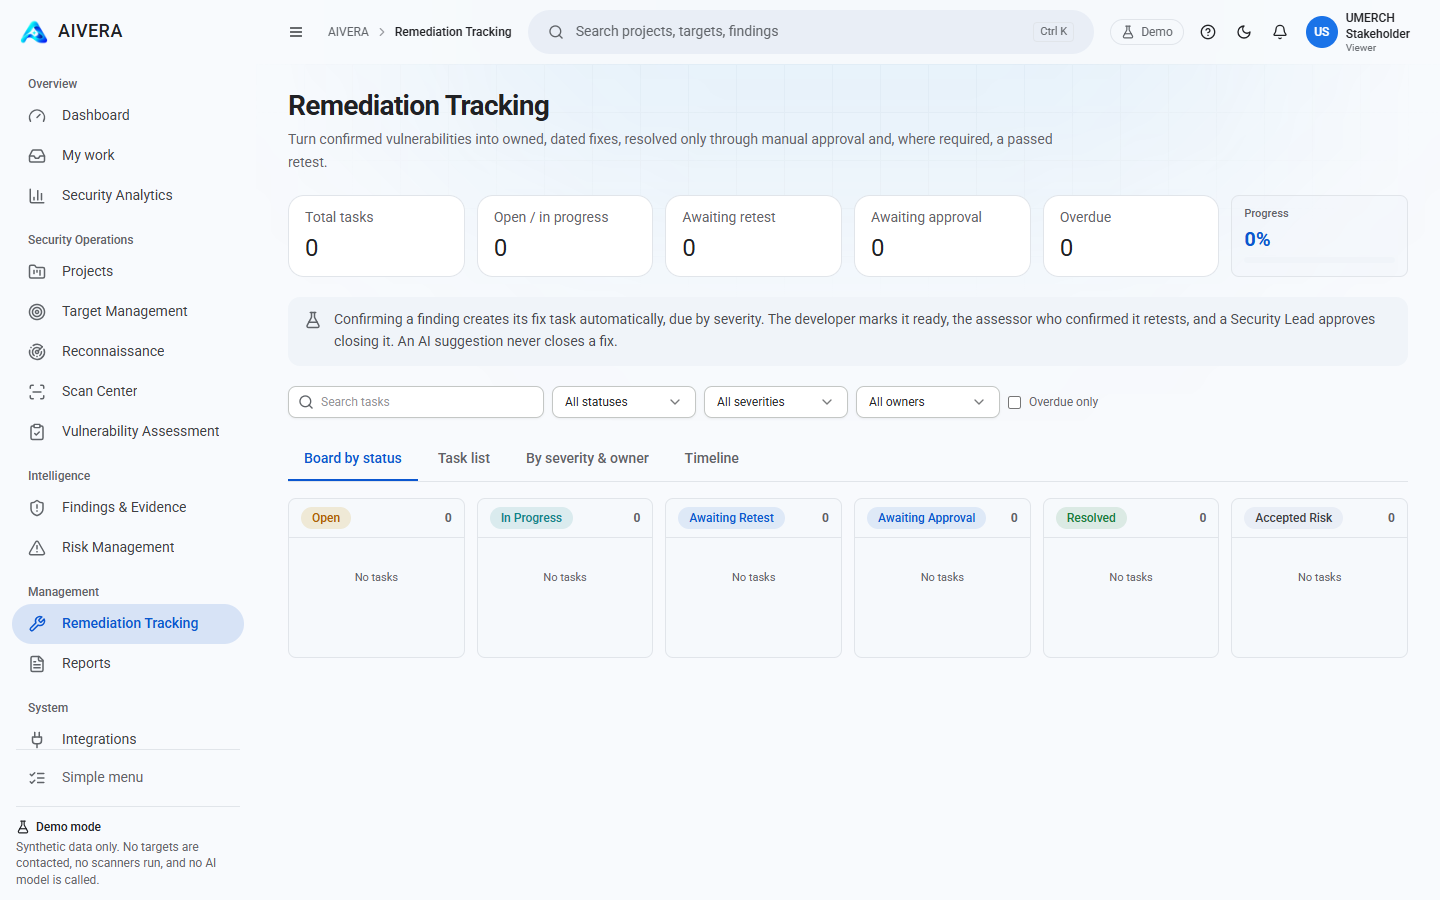 AIVERA
AIVERA > Remediation Tracking
Search projects, targets, findings
Ctrl K
Demo
US
UMERCH
Stakeholder
Viewer
Overview
Dashboard
My work
Security Analytics
Security Operations
Projects
Target Management
Reconnaissance
Scan Center
Vulnerability Assessment
Intelligence
Findings & Evidence
Risk Management
Management
Remediation Tracking
Reports
System
Integrations
Simple menu
Demo mode
Synthetic data only. No targets are
contacted, no scanners run, and no AI
model is called.
Remediation Tracking
Turn confirmed vulnerabilities into owned, dated fixes, resolved only through manual approval and, where required, a passed
retest.
Total tasks
0
Open / in progress
0
Awaiting retest
0
Awaiting approval
0
Overdue
0
Progress
0%
Confirming a finding creates its fix task automatically, due by severity. The developer marks it ready, the assessor who confirmed it retests, and a Security Lead approves
closing it. An AI suggestion never closes a fix.
Search tasks
All statuses
All severities
All owners
Overdue only
Board by status
Task list
By severity & owner
Timeline
Open 0
No tasks
In Progress 0
No tasks
Awaiting Retest 0
No tasks
Awaiting Approval 0
No tasks
Resolved 0
No tasks
Accepted Risk 0
No tasks